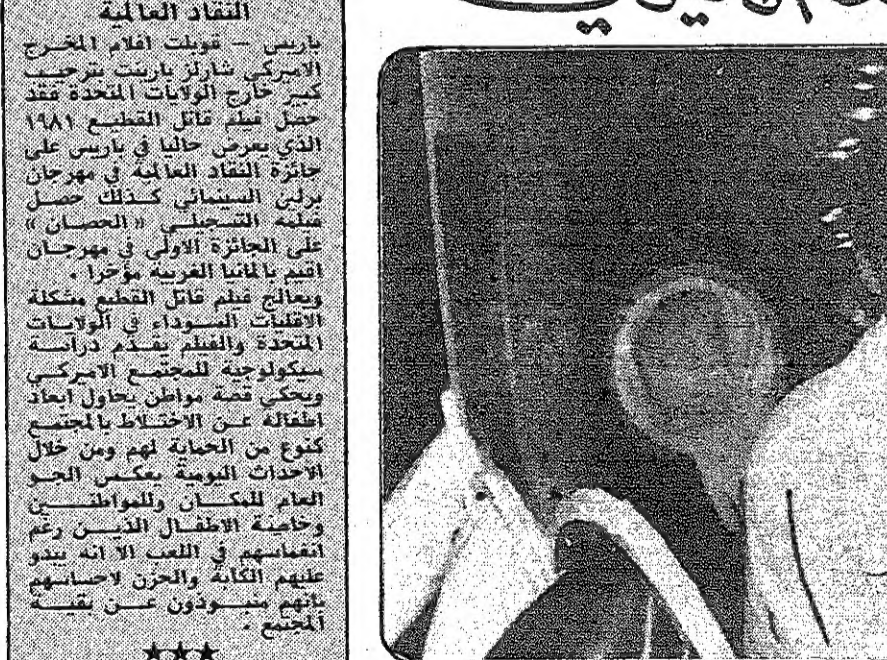 النقاد العالمية
باريس — قوبلت افلام المخرج
الاميركي شارلز بارنت بترحيب
كبير خارج الولايات المتحدة فقد
حصل فيلم قاتل القطيع ١٩٨١
الذي يعرض حاليا في باريس على
جائزة النقاد العالمية في مهرجان
برلين السينمائي كذلك حصل
فيلمه التسجيلي « الحصان »
على الجائزة الاولى في مهرجان
اقيم بالمانيا الغربية مؤخرا .
ويعالج فيلم قاتل القطيع مشكلة
الاقليات السوداء في الولايات
المتحدة والفيلم يقدم دراسة
سيكولوجية للمجتمع الاميركي
ويحكي قصة مواطن يحاول ابعاد
اطفاله عن الاختلاط بالمجتمع
كنوع من الحماية لهم ومن خلال
الاحداث اليومية يعكس الجو
العام للمكان وللمواطنين
وخاصة الاطفال الذين رغم
انغماسهم في اللعب الا انه يبدو
عليهم الكآبة والحزن لاحساسهم
بانهم منبوذون عن بقية
المجتمع .